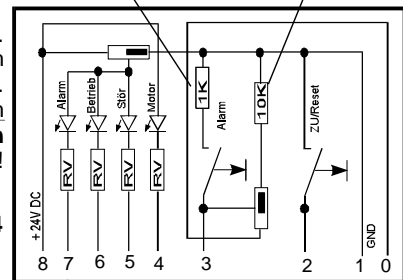 Alarm
Betrieb
Stör
Motor
1K
Alarm
10K
ZU/Reset
RV
RV
RV
RV
+24V DC
GND
8 7 6 5 4 3 2 1 0